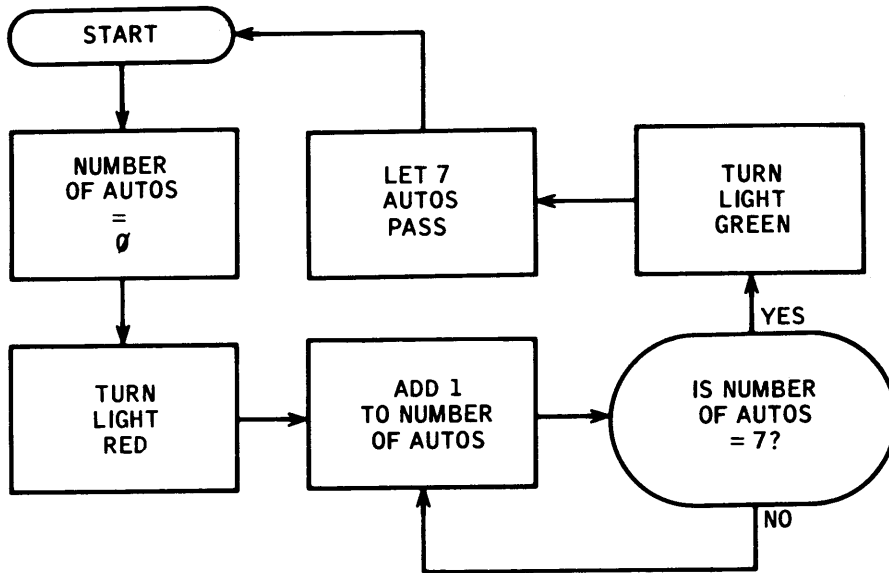 START
NUMBER
OF AUTOS
=
Ø
TURN
LIGHT
RED
ADD 1
TO NUMBER
OF AUTOS
IS NUMBER
OF AUTOS
= 7?
YES
NO
TURN
LIGHT
GREEN
LET 7
AUTOS
PASS